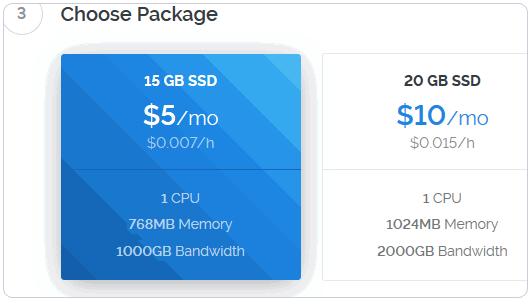 3 Choose Package
15 GB SSD
$5/mo
$0.007/h
1 CPU
768MB Memory
1000GB Bandwidth
20 GB SSD
$10/mo
$0.015/h
1 CPU
1024MB Memory
2000GB Bandwidth